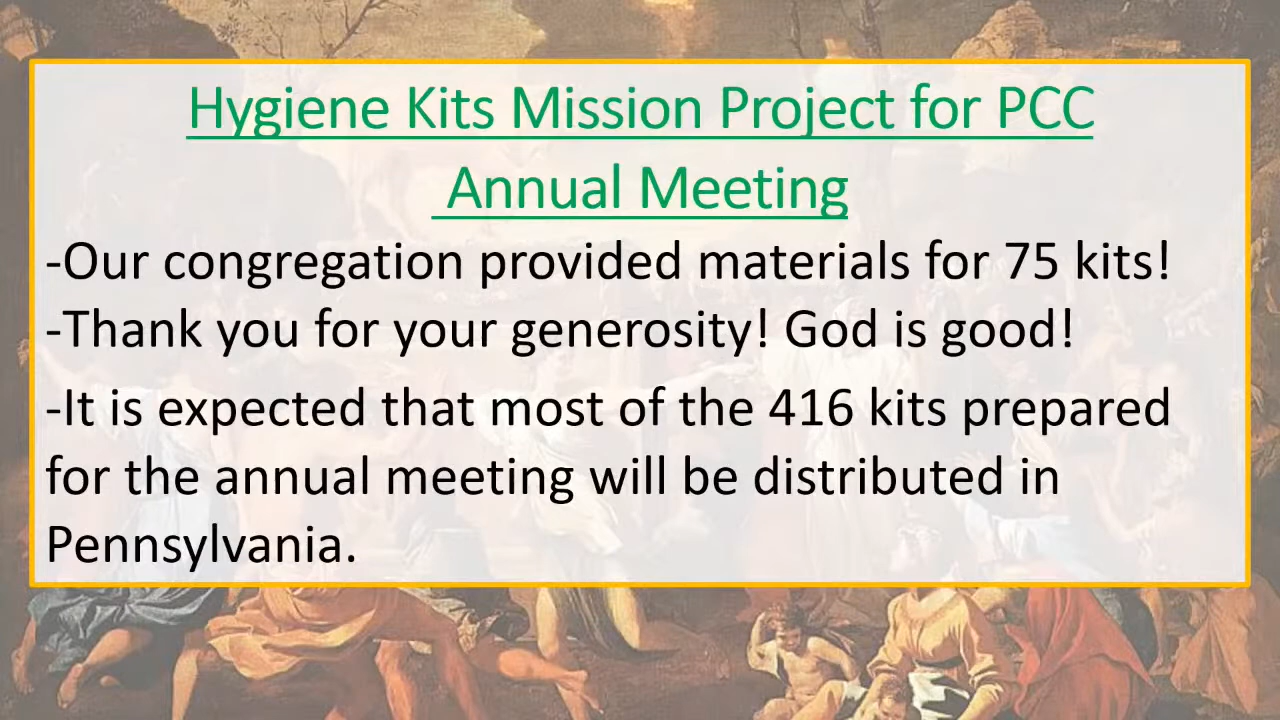 Hygiene Kits Mission Project for PCC
Annual Meeting
-Our congregation provided materials for 75 kits!
-Thank you for your generosity! God is good!
-It is expected that most of the 416 kits prepared
for the annual meeting will be distributed in
Pennsylvania.